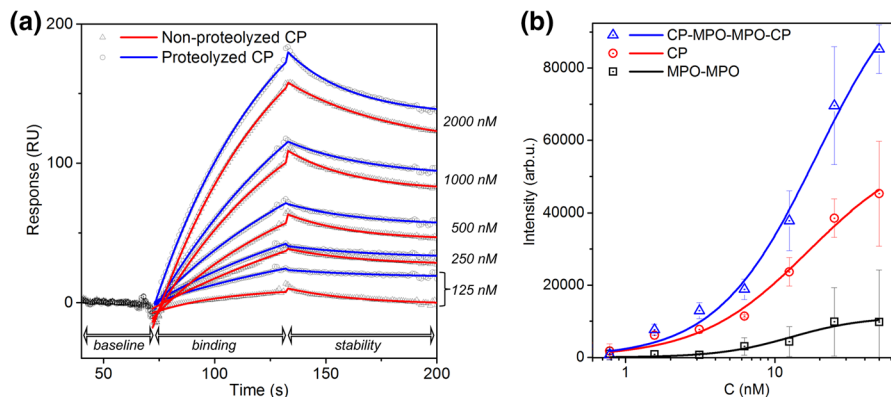 (a)
Non-proteolyzed CP
Proteolyzed CP
Response (RU)
150
100
50
0
2000 nM
1000 nM
500 nM
250 nM
125 nM
baseline
binding
stability
50
100
150
200
Time (s)
(b)
CP-MPO-MPO-CP
CP
MPO-MPO
Intensity (arb.u.)
80000
60000
40000
20000
0
1
10
C (nM)